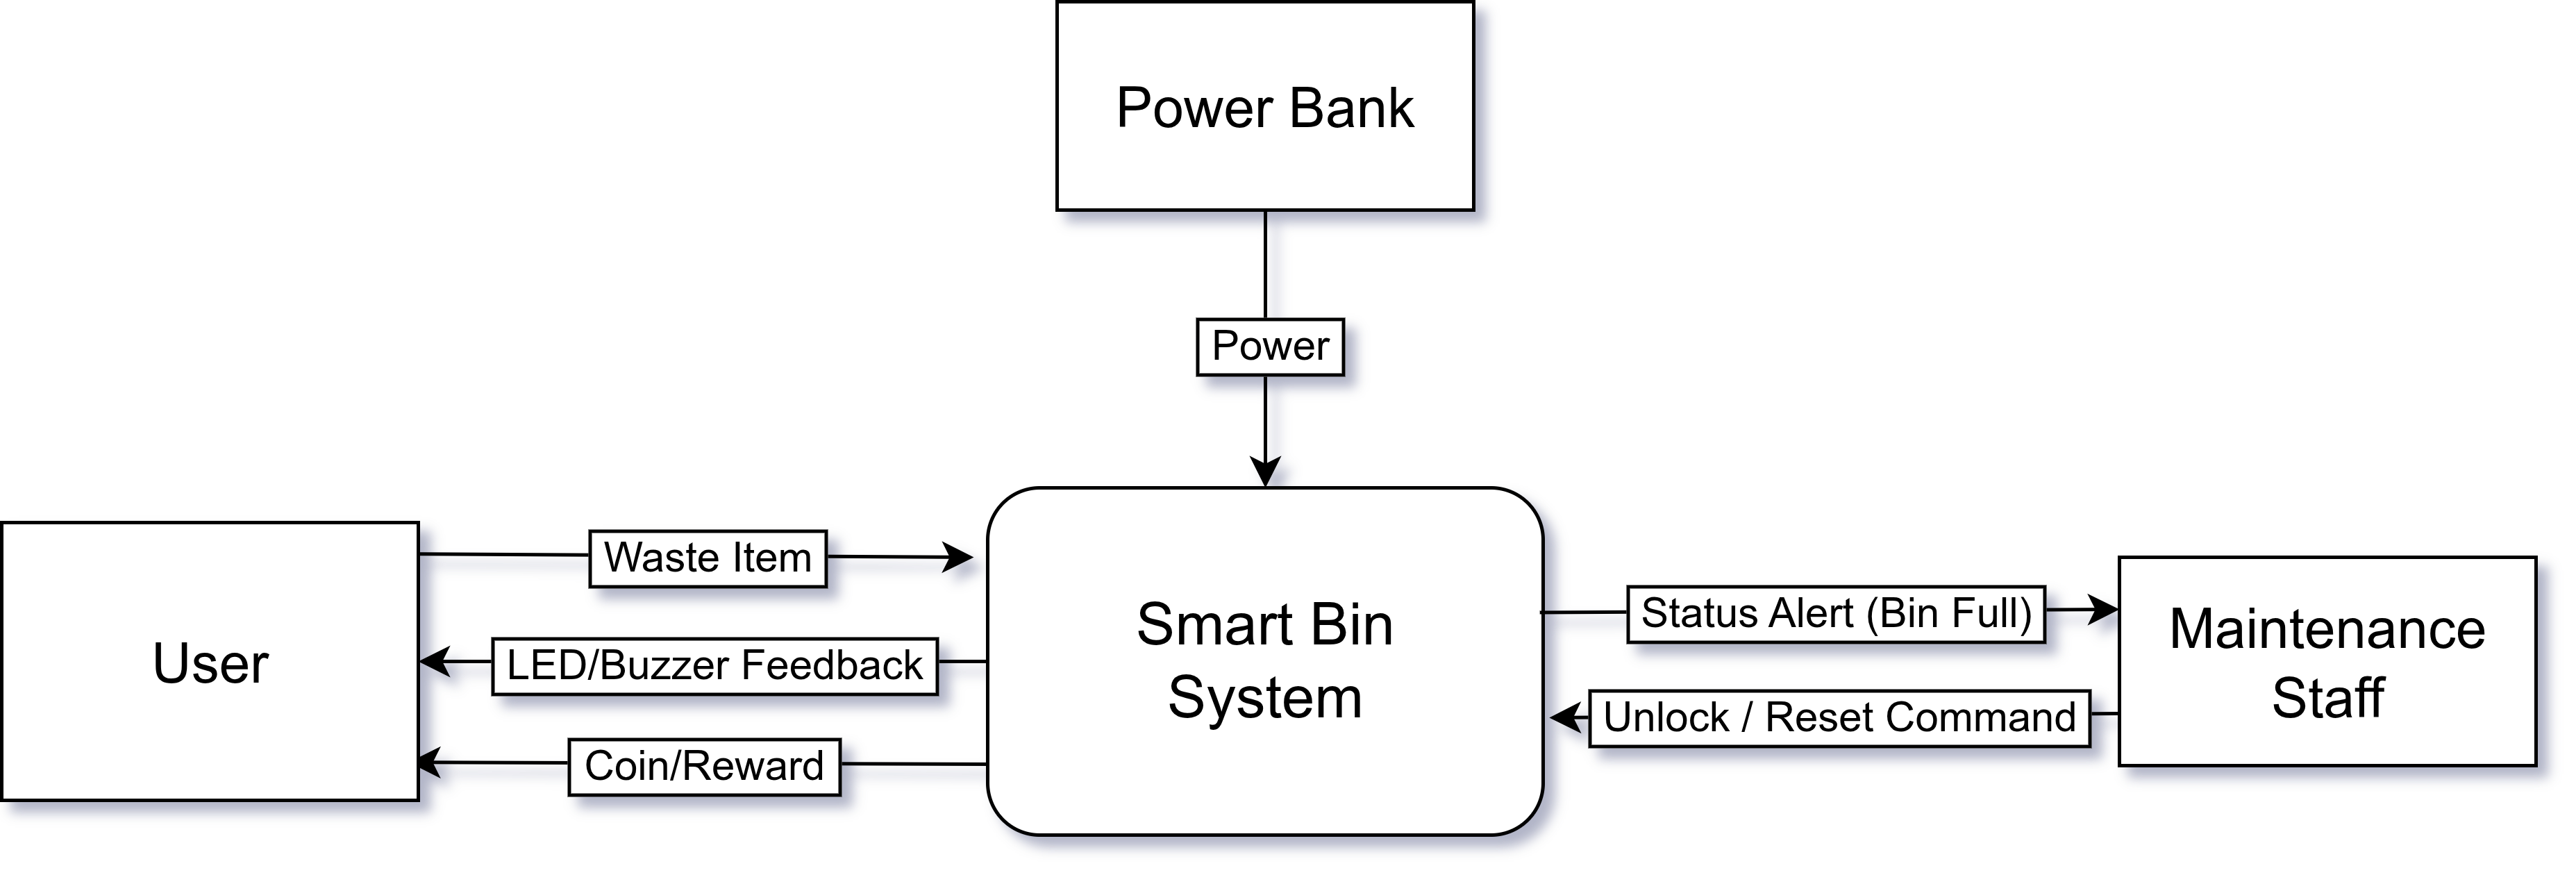 Power Bank
Power
User
Waste Item
LED/Buzzer Feedback
Coin/Reward
Smart Bin
System
Status Alert (Bin Full)
Unlock / Reset Command
Maintenance
Staff